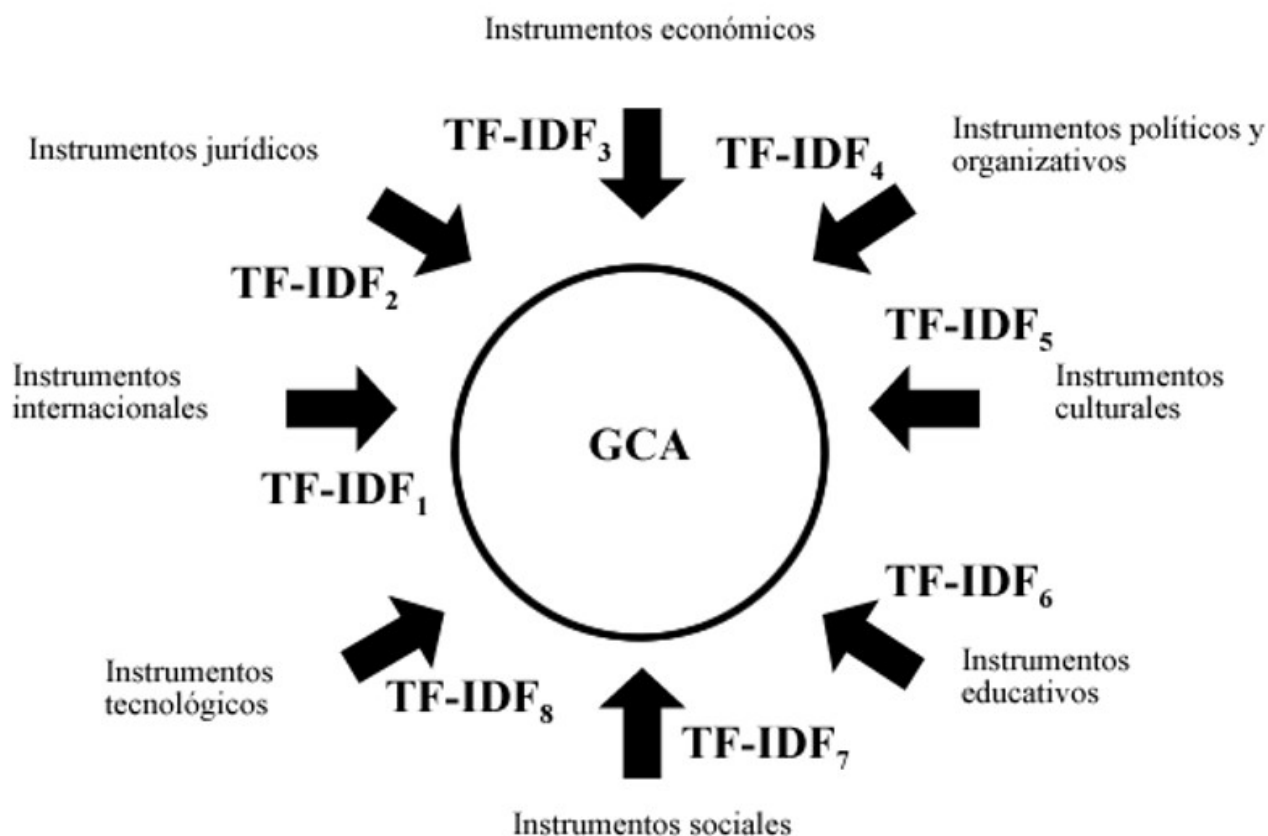 Instrumentos económicos
TF-IDF3
TF-IDF4
Instrumentos políticos y
organizativos
Instrumentos jurídicos
TF-IDF2
TF-IDF5
Instrumentos
internacionales
Instrumentos
culturales
GCA
TF-IDF1
TF-IDF6
Instrumentos
tecnológicos
Instrumentos
educativos
TF-IDF8
TF-IDF7
Instrumentos sociales